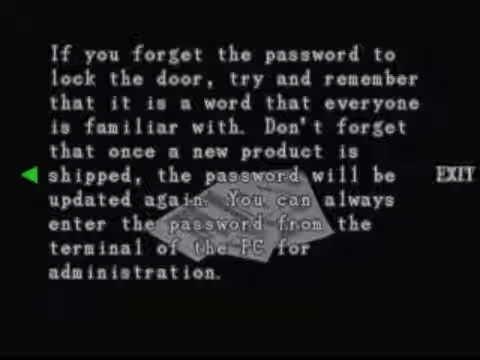 If you forget the password to
lock the door, try and remember
that it is a word that everyone
is familiar with. Don't forget
that once a new product is
shipped, the password will be
EXIT
updated again. You can always
enter the password from the
terminal of the PC for
administration.